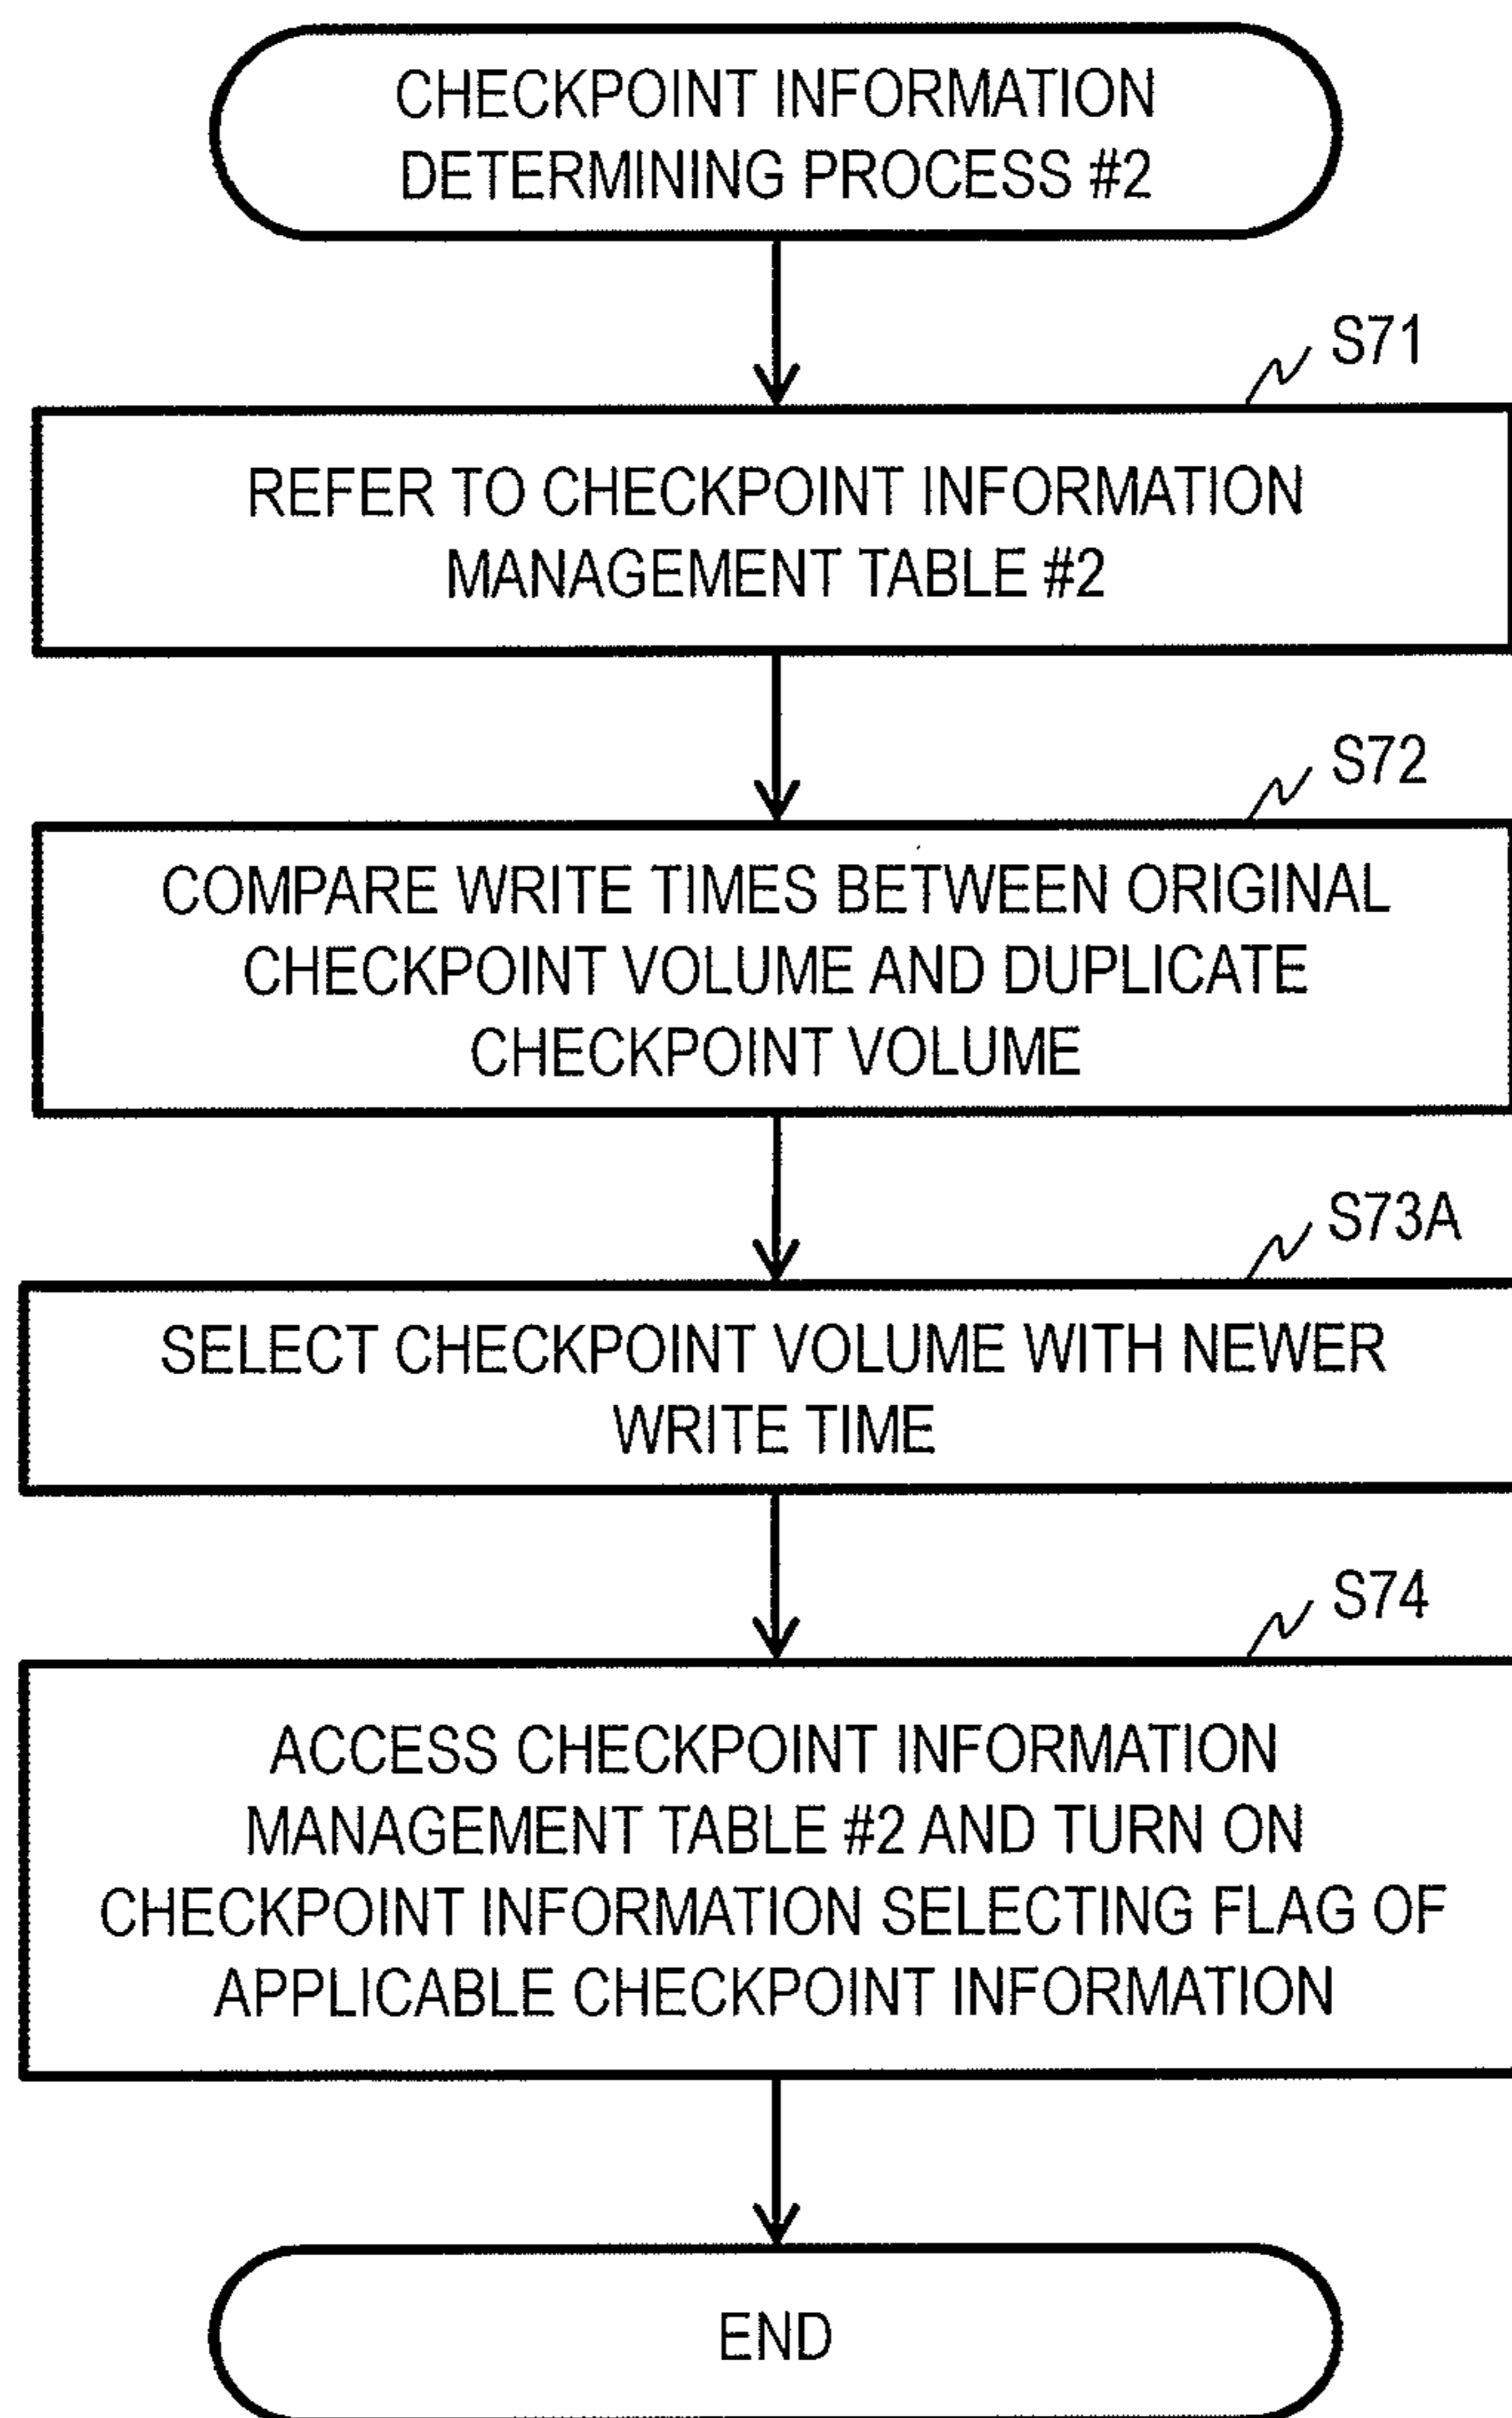 CHECKPOINT INFORMATION
DETERMINING PROCESS #2
S71
REFER TO CHECKPOINT INFORMATION
MANAGEMENT TABLE #2
S72
COMPARE WRITE TIMES BETWEEN ORIGINAL
CHECKPOINT VOLUME AND DUPLICATE
CHECKPOINT VOLUME
S73A
SELECT CHECKPOINT VOLUME WITH NEWER
WRITE TIME
S74
ACCESS CHECKPOINT INFORMATION
MANAGEMENT TABLE #2 AND TURN ON
CHECKPOINT INFORMATION SELECTING FLAG OF
APPLICABLE CHECKPOINT INFORMATION
END